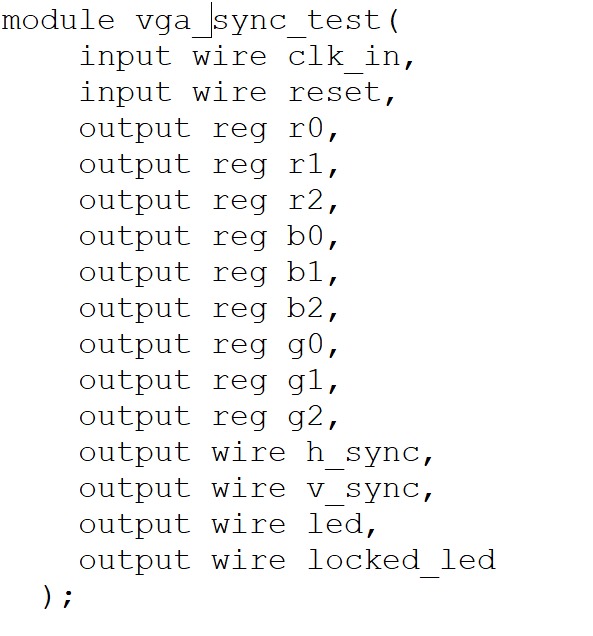 module vga_sync_test(
    input wire clk_in,
    input wire reset,
    output reg r0,
    output reg r1,
    output reg r2,
    output reg b0,
    output reg b1,
    output reg b2,
    output reg g0,
    output reg g1,
    output reg g2,
    output wire h_sync,
    output wire v_sync,
    output wire led,
    output wire locked_led
  );